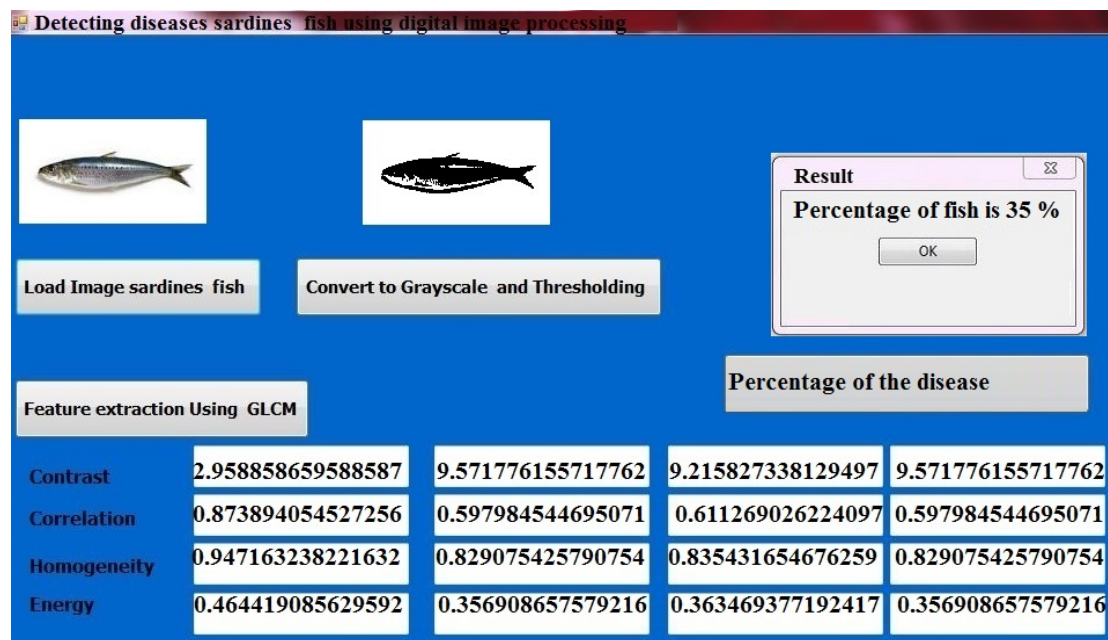 Detecting diseases sardines fish using digital image processing
Result
Percentage of fish is 35 %
OK
Load Image sardines fish
Convert to Grayscale and Thresholding
Percentage of the disease
Feature extraction Using GLCM
Contrast 2.958858659588587 9.571776155717762 9.215827338129497 9.571776155717762
Correlation 0.873894054527256 0.597984544695071 0.611269026224097 0.597984544695071
Homogeneity 0.947163238221632 0.829075425790754 0.835431654676259 0.829075425790754
Energy 0.464419085629592 0.356908657579216 0.363469377192417 0.356908657579216